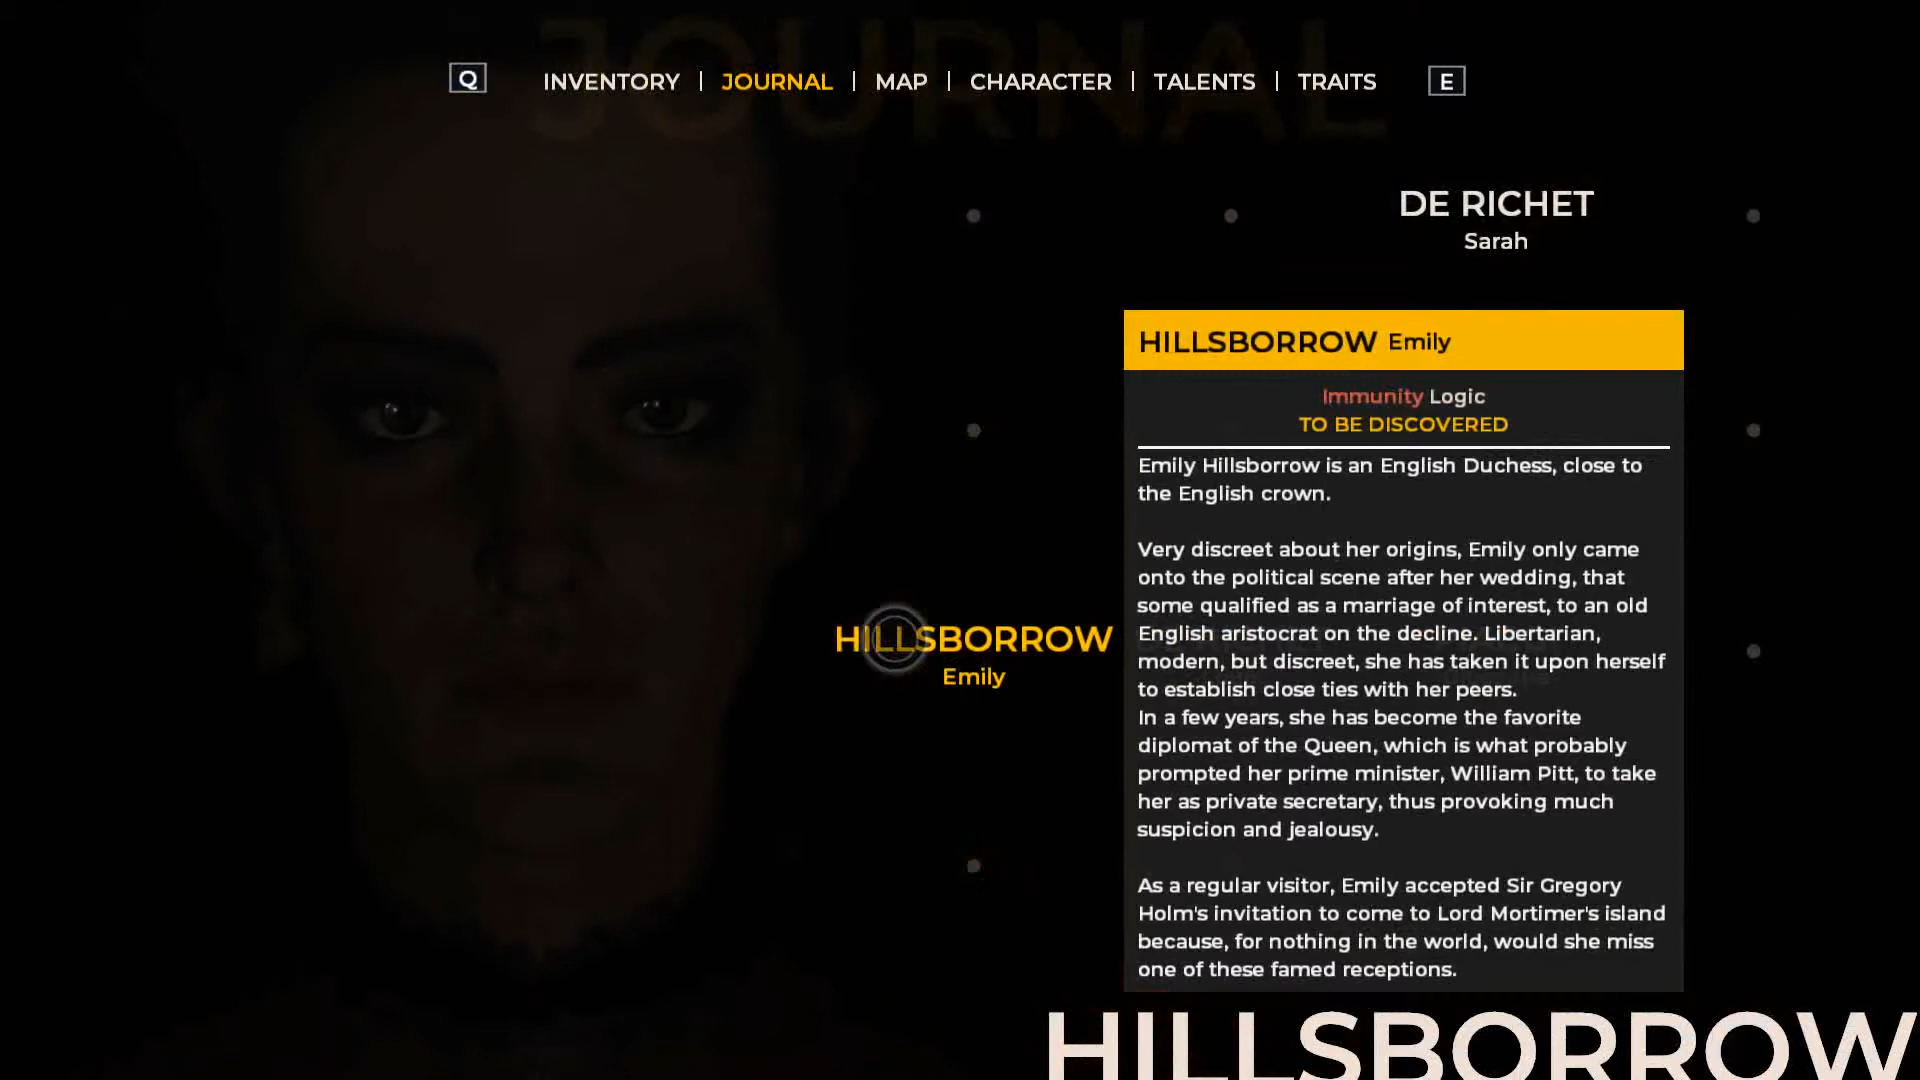 JOURNAL
Q INVENTORY | JOURNAL | MAP | CHARACTER | TALENTS | TRAITS E
DE RICHET
Sarah
HILLSBORROW Emily
Immunity Logic
TO BE DISCOVERED
Emily Hillsborrow is an English Duchess, close to
the English crown.
Very discreet about her origins, Emily only came
onto the political scene after her wedding, that
some qualified as a marriage of interest, to an old
English aristocrat on the decline. Libertarian,
modern, but discreet, she has taken it upon herself
to establish close ties with her peers.
In a few years, she has become the favorite
diplomat of the Queen, which is what probably
prompted her prime minister, William Pitt, to take
her as private secretary, thus provoking much
suspicion and jealousy.
As a regular visitor, Emily accepted Sir Gregory
Holm's invitation to come to Lord Mortimer's island
because, for nothing in the world, would she miss
one of these famed receptions.
HILLSBORROW
Emily
HILLSBORROW